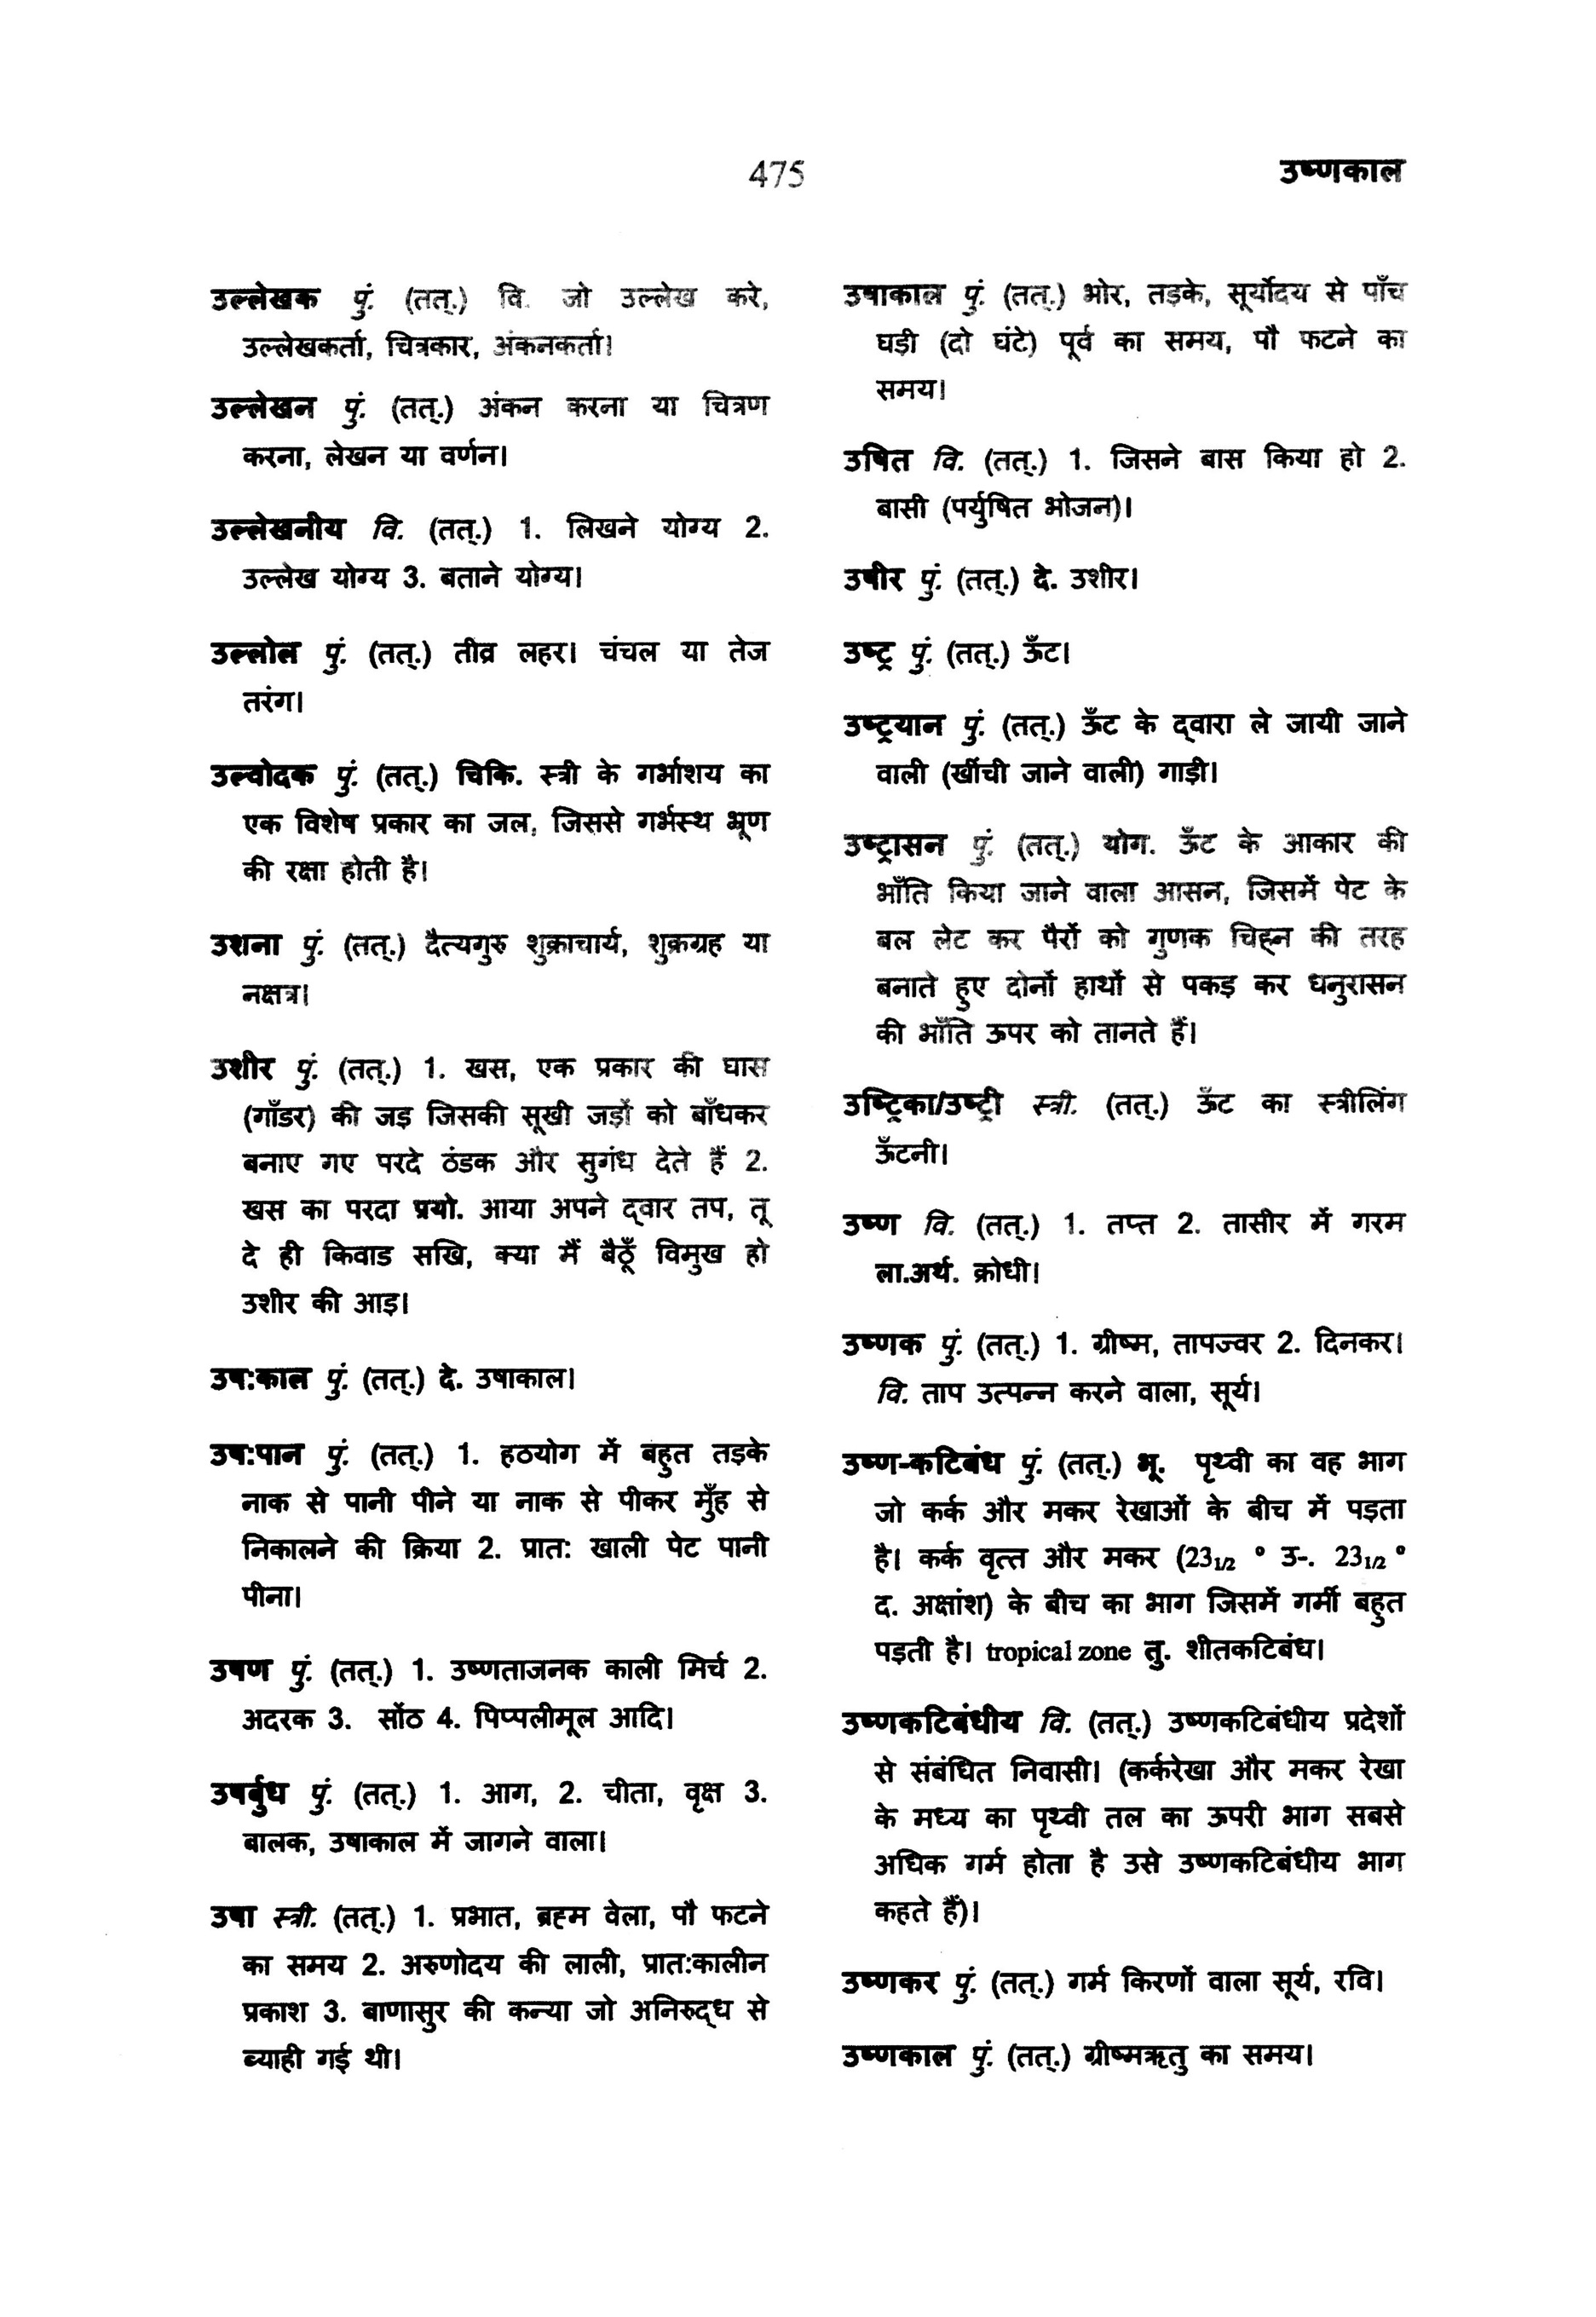 475
उष्णकाल
उल्लेखक पुं. (तत्.) वि. जो उल्लेख करे,
उल्लेखकर्ता, चित्रकार, अंकनकर्ता।
उल्लेखन पुं. (तत्.) अंकन करना या चित्रण
करना, लेखन या वर्णन।
उल्लेखनीय वि. (तत्.) 1. लिखने योग्य 2.
उल्लेख योग्य 3. बताने योग्य।
उल्लोल पुं. (तत्.) तीव्र लहर। चंचल या तेज
तरंग।
उल्वोदक पुं. (तत्.) चिकि. स्त्री के गर्भाशय का
एक विशेष प्रकार का जल, जिससे गर्भस्थ भ्रूण
की रक्षा होती है।
उशना पुं. (तत्.) दैत्यगुरु शुक्राचार्य, शुक्रग्रह या
नक्षत्र।
उशीर पुं. (तत्.) 1. खस, एक प्रकार की घास
(गाँडर) की जड़ जिसकी सूखी जड़ों को बाँधकर
बनाए गए परदे ठंडक और सुगंध देते हैं 2.
खस का परदा प्रयो. आया अपने द्वार तप, तू
दे ही किवाड सखि, क्या मैं बैठूँ विमुख हो
उशीर की आड़।
उष:काल पुं. (तत्.) दे. उषाकाल।
उष:पान पुं. (तत्.) 1. हठयोग में बहुत तड़के
नाक से पानी पीने या नाक से पीकर मुँह से
निकालने की क्रिया 2. प्रात: खाली पेट पानी
पीना।
उषण पुं. (तत्.) 1. उष्णताजनक काली मिर्च 2.
अदरक 3. सोंठ 4. पिप्पलीमूल आदि।
उषर्बुध पुं. (तत्.) 1. आग, 2. चीता, वृक्ष 3.
बालक, उषाकाल में जागने वाला।
उषा स्त्री. (तत्.) 1. प्रभात, ब्रह्म वेला, पौ फटने
का समय 2. अरुणोदय की लाली, प्रात:कालीन
प्रकाश 3. बाणासुर की कन्या जो अनिरुद्ध से
ब्याही गई थी।
उषाकाल पुं. (तत्.) भोर, तड़के, सूर्योदय से पाँच
घड़ी (दो घंटे) पूर्व का समय, पौ फटने का
समय।
उषित वि. (तत्.) 1. जिसने बास किया हो 2.
बासी (पर्युषित भोजन)।
उषीर पुं. (तत्.) दे. उशीर।
उष्ट्र पुं. (तत्.) ऊँट।
उष्ट्रयान पुं. (तत्.) ऊँट के द्वारा ले जायी जाने
वाली (खींची जाने वाली) गाड़ी।
उष्ट्रासन पुं. (तत्.) योग. ऊँट के आकार की
भाँति किया जाने वाला आसन, जिसमें पेट के
बल लेट कर पैरों को गुणक चिह्न की तरह
बनाते हुए दोनों हाथों से पकड़ कर धनुरासन
की भाँति ऊपर को तानते हैं।
उष्ट्रिका/उष्ट्री स्त्री. (तत्.) ऊँट का स्त्रीलिंग
ऊँटनी।
उष्ण वि. (तत्.) 1. तप्त 2. तासीर में गरम
ला.अर्थ. क्रोधी।
उष्णक पुं. (तत्.) 1. ग्रीष्म, तापज्वर 2. दिनकर।
वि. ताप उत्पन्न करने वाला, सूर्य।
उष्ण-कटिबंध पुं. (तत्.) भू. पृथ्वी का वह भाग
जो कर्क और मकर रेखाओं के बीच में पड़ता
है। कर्क वृत्त और मकर (23 1/2 ° उ-. 23 1/2 °
द. अक्षांश) के बीच का भाग जिसमें गर्मी बहुत
पड़ती है। tropical zone तु. शीतकटिबंध।
उष्णकटिबंधीय वि. (तत्.) उष्णकटिबंधीय प्रदेशों
से संबंधित निवासी। (कर्करेखा और मकर रेखा
के मध्य का पृथ्वी तल का ऊपरी भाग सबसे
अधिक गर्म होता है उसे उष्णकटिबंधीय भाग
कहते हैं)।
उष्णकर पुं. (तत्.) गर्म किरणों वाला सूर्य, रवि।
उष्णकाल पुं. (तत्.) ग्रीष्मऋतु का समय।